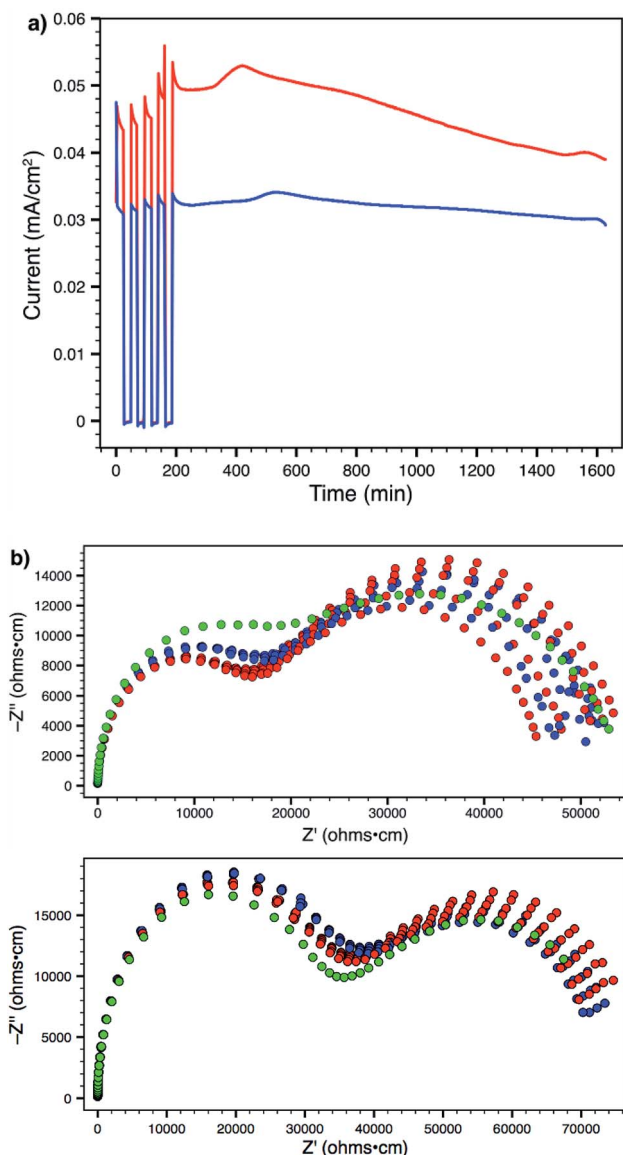 a)
0.06
0.05
0.04
0.03
0.02
0.01
0
Current (mA/cm²)
0 200 400 600 800 1000 1200 1400 1600
Time (min)
b)
14000
12000
10000
8000
6000
4000
2000
0
−Z'' (ohms•cm)
0 10000 20000 30000 40000 50000
Z' (ohms•cm)
15000
10000
5000
0
−Z'' (ohms•cm)
0 10000 20000 30000 40000 50000 60000 70000
Z' (ohms•cm)